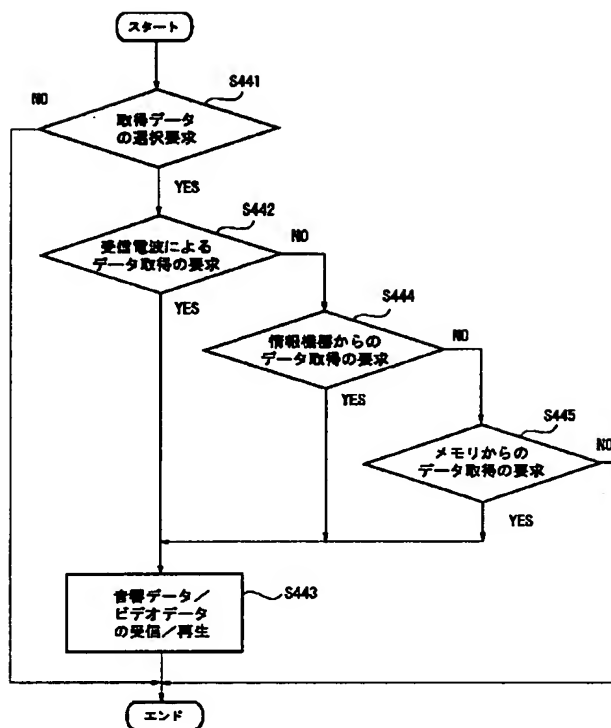 スタート
S441
NO
取得データ
の選択要求
YES
S442
受信電波による
データ取得の要求
NO
YES
S444
情報機器からの
データ取得の要求
NO
YES
S445
メモリからの
データ取得の要求
NO
YES
音響データ/
ビデオデータ
の受信/再生
S443
エンド